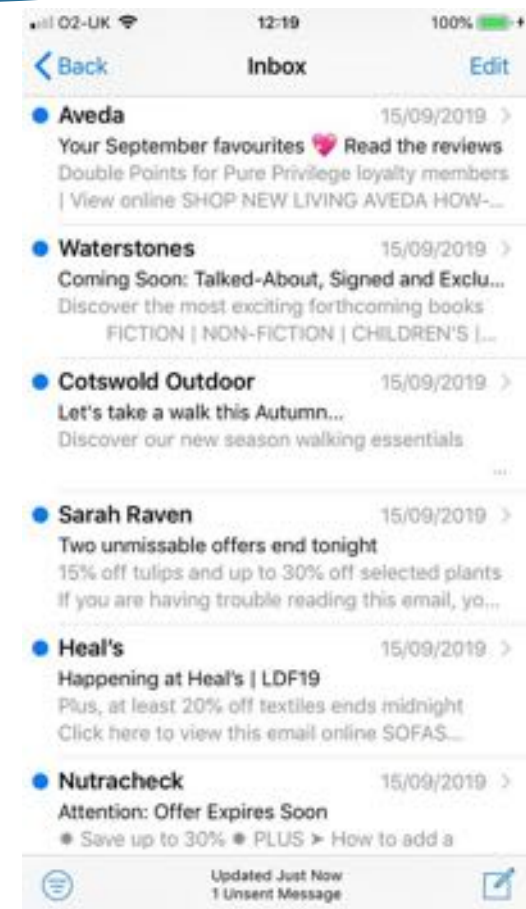 O2-UK 12:19 100%
Back Inbox Edit
Aveda 15/09/2019
Your September favourites 💖 Read the reviews
Double Points for Pure Privilege loyalty members
| View online SHOP NEW LIVING AVEDA HOW-...
Waterstones 15/09/2019
Coming Soon: Talked-About, Signed and Exclu...
Discover the most exciting forthcoming books
FICTION | NON-FICTION | CHILDREN'S |...
Cotswold Outdoor 15/09/2019
Let's take a walk this Autumn...
Discover our new season walking essentials
...
Sarah Raven 15/09/2019
Two unmissable offers end tonight
15% off tulips and up to 30% off selected plants
If you are having trouble reading this email, yo...
Heal's 15/09/2019
Happening at Heal's | LDF19
Plus, at least 20% off textiles ends midnight
Click here to view this email online SOFAS...
Nutracheck 15/09/2019
Attention: Offer Expires Soon
✹ Save up to 30% ✹ PLUS ➤ How to add a
Updated Just Now
1 Unsent Message